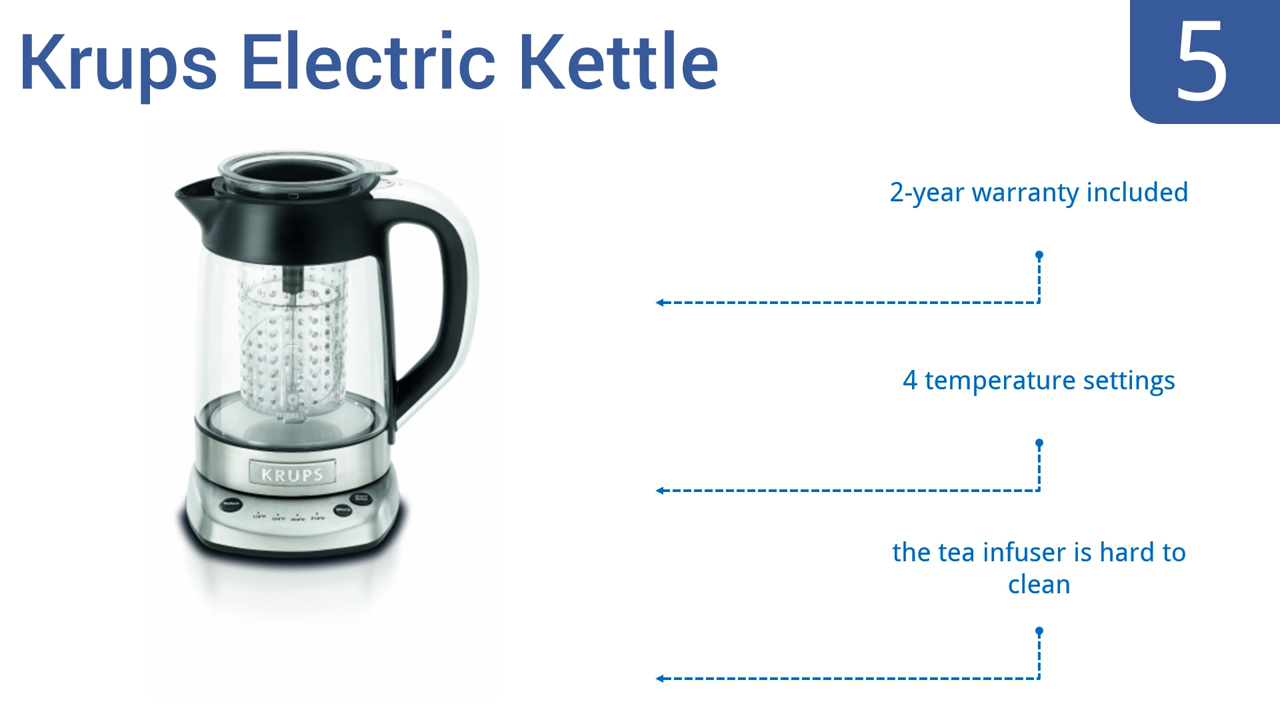 Krups Electric Kettle
5
2-year warranty included
4 temperature settings
the tea infuser is hard to
clean
KRUPS